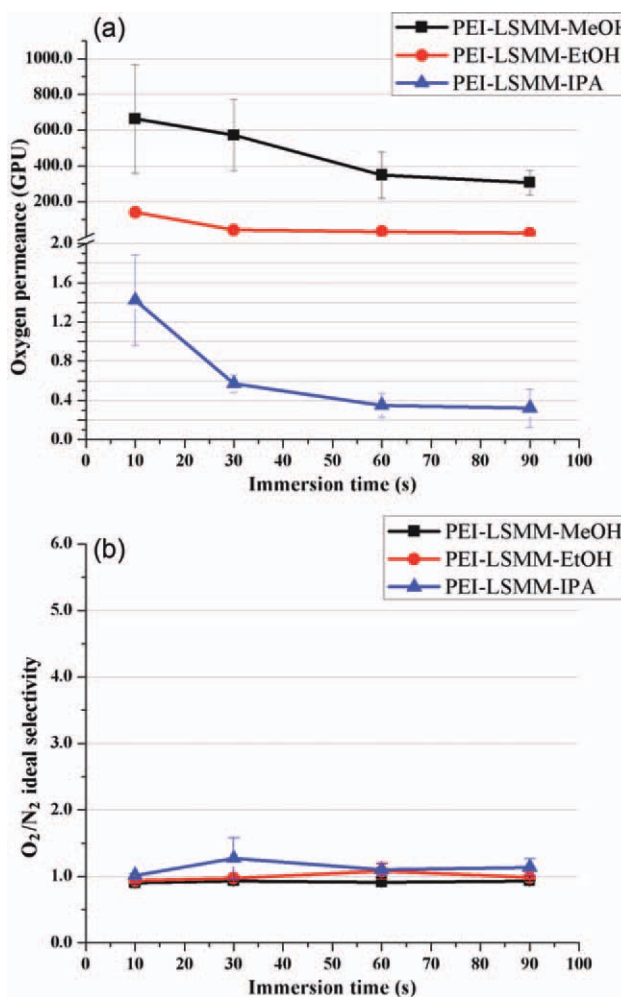 (a)
PEI-LSMM-MeOH
PEI-LSMM-EtOH
PEI-LSMM-IPA
Oxygen permeance (GPU)
1000.0
800.0
600.0
400.0
200.0
2.0
1.6
1.2
0.8
0.4
0.0
0 10 20 30 40 50 60 70 80 90 100
Immersion time (s)
(b)
PEI-LSMM-MeOH
PEI-LSMM-EtOH
PEI-LSMM-IPA
O₂/N₂ ideal selectivity
6.0
5.0
4.0
3.0
2.0
1.0
0.0
0 10 20 30 40 50 60 70 80 90 100
Immersion time (s)